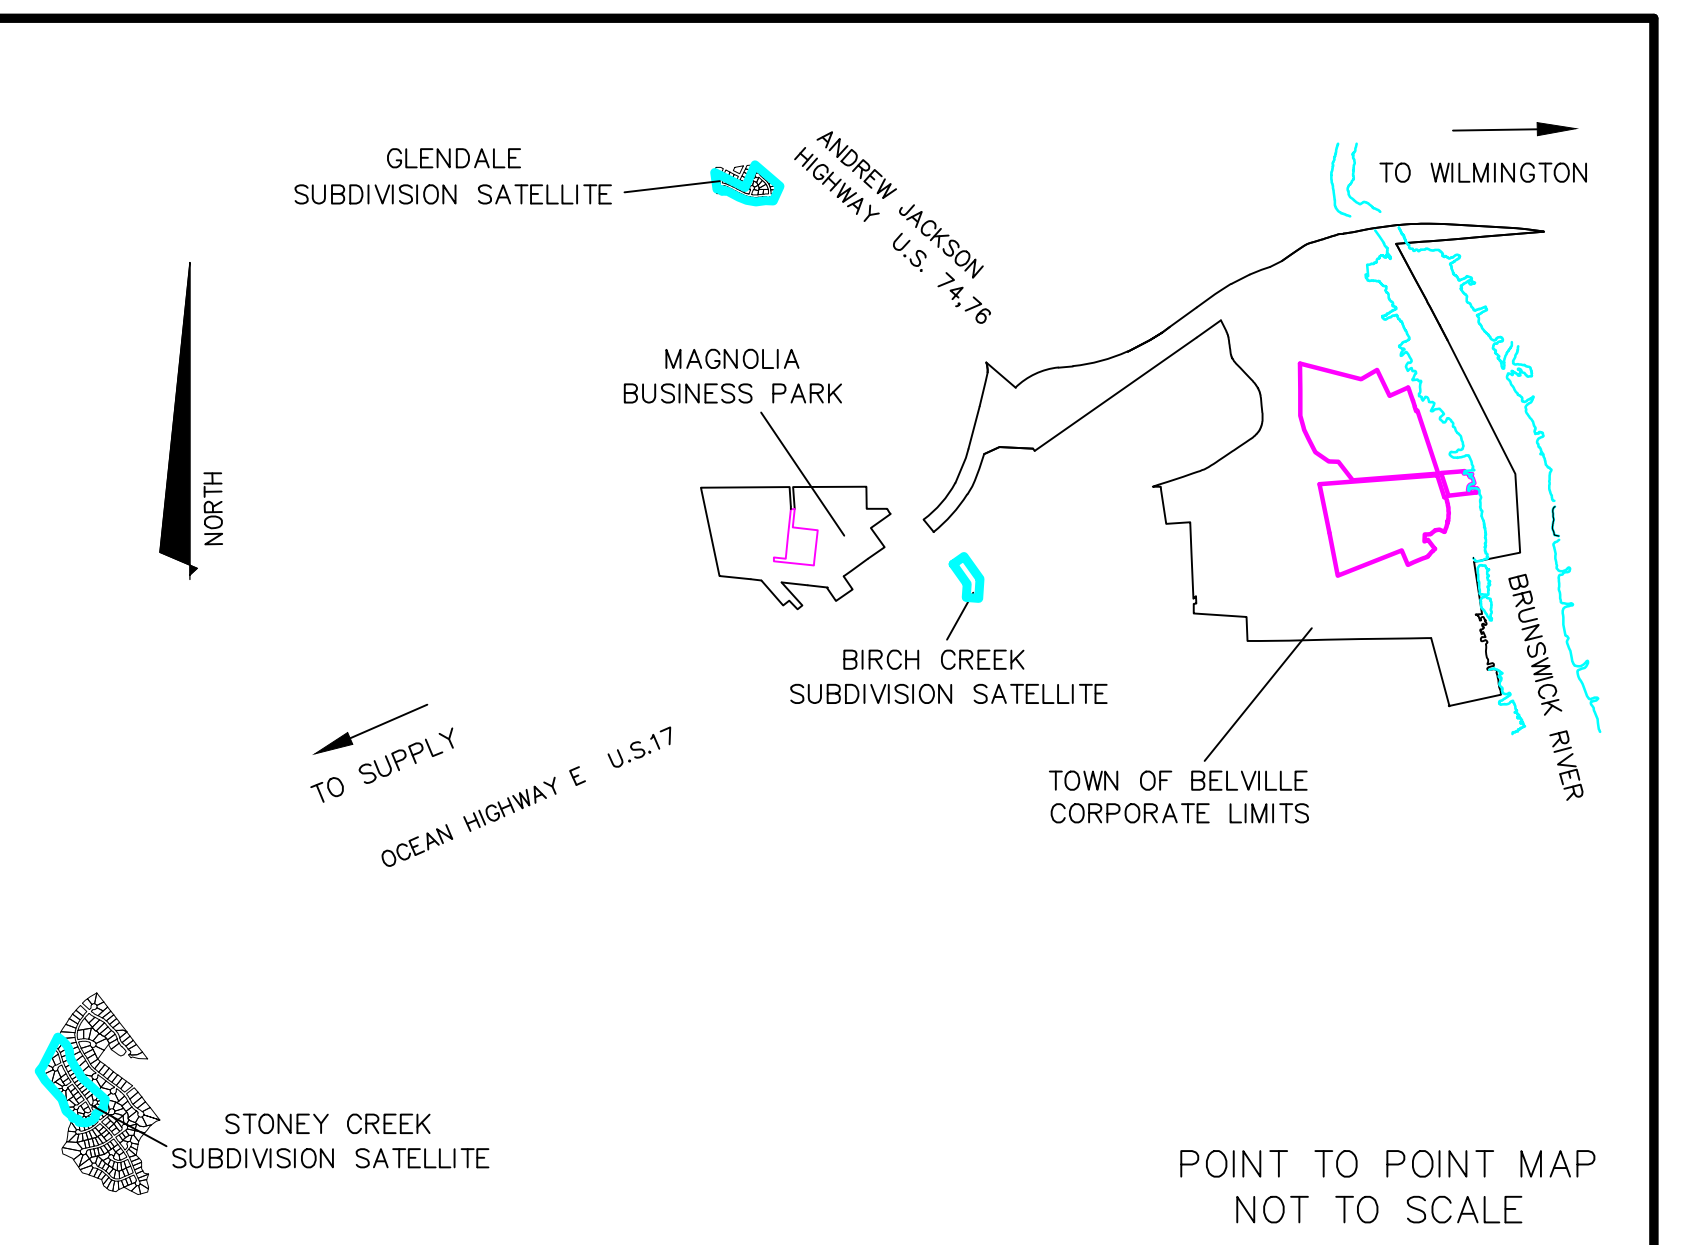 GLENDALE
SUBDIVISION SATELLITE
ANDREW JACKSON
HIGHWAY U.S. 74,76
TO WILMINGTON
MAGNOLIA
BUSINESS PARK
NORTH
BIRCH CREEK
SUBDIVISION SATELLITE
BRUNSWICK RIVER
TO SUPPLY
OCEAN HIGHWAY E U.S.17
TOWN OF BELVILLE
CORPORATE LIMITS
STONEY CREEK
SUBDIVISION SATELLITE
POINT TO POINT MAP
NOT TO SCALE